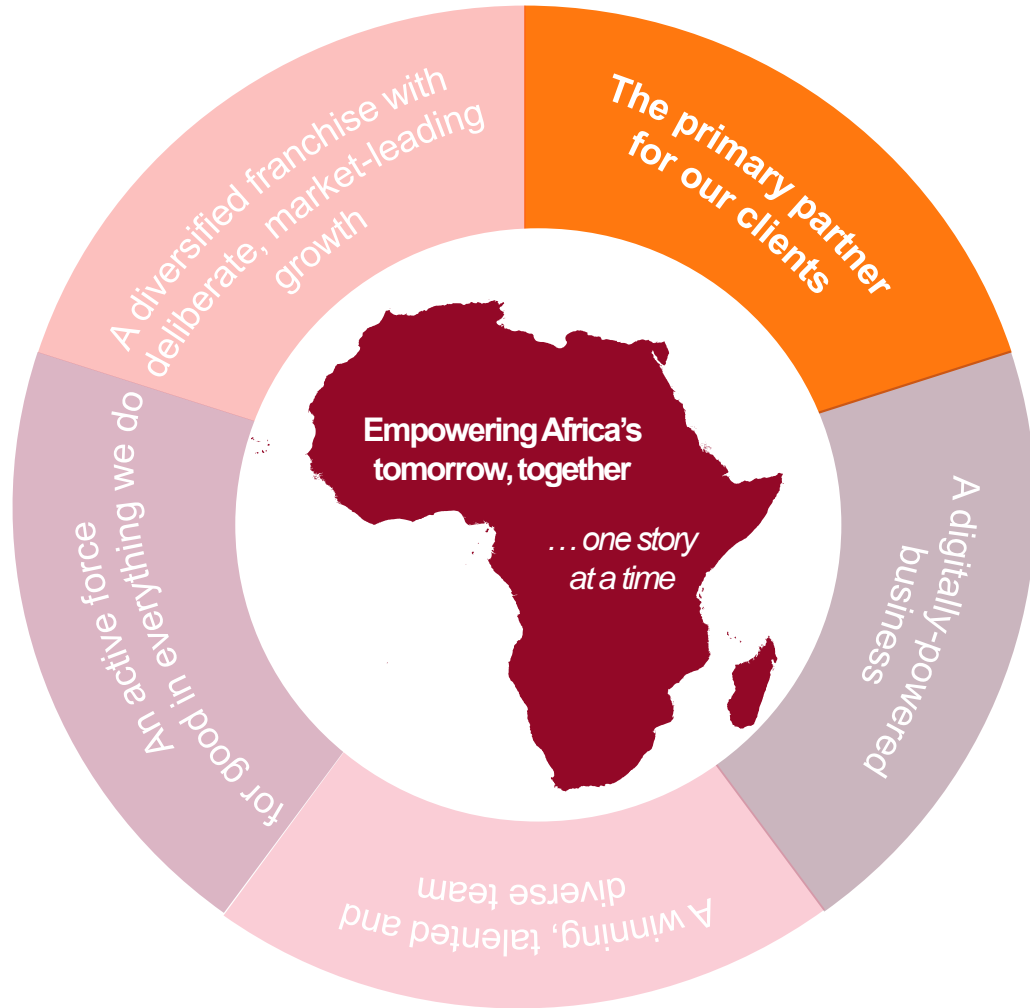 The primary partner
for our clients
A digitally-powered
business
A winning, talented and
diverse team
An active force
for good in everything we do
A diversified franchise with
deliberate, market-leading
growth
Empowering Africa's
tomorrow, together
... one story
at a time